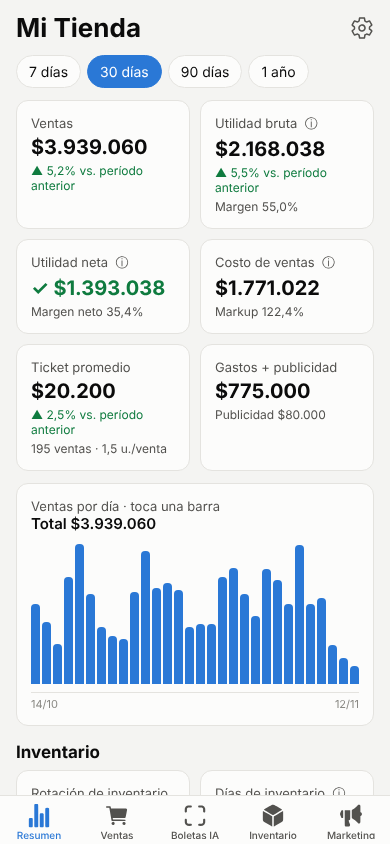 Mi Tienda
7 días
30 días
90 días
1 año
Ventas
$3.939.060
▲ 5,2% vs. período
anterior
Utilidad bruta ⓘ
$2.168.038
▲ 5,5% vs. período
anterior
Margen 55,0%
Utilidad neta ⓘ
✓ $1.393.038
Margen neto 35,4%
Costo de ventas ⓘ
$1.771.022
Markup 122,4%
Ticket promedio
$20.200
▲ 2,5% vs. período
anterior
195 ventas · 1,5 u./venta
Gastos + publicidad
$775.000
Publicidad $80.000
Ventas por día · toca una barra
Total $3.939.060
14/10
12/11
Inventario
Rotación de inventario
Días de inventario ⓘ
Resumen
Ventas
Boletas IA
Inventario
Marketing